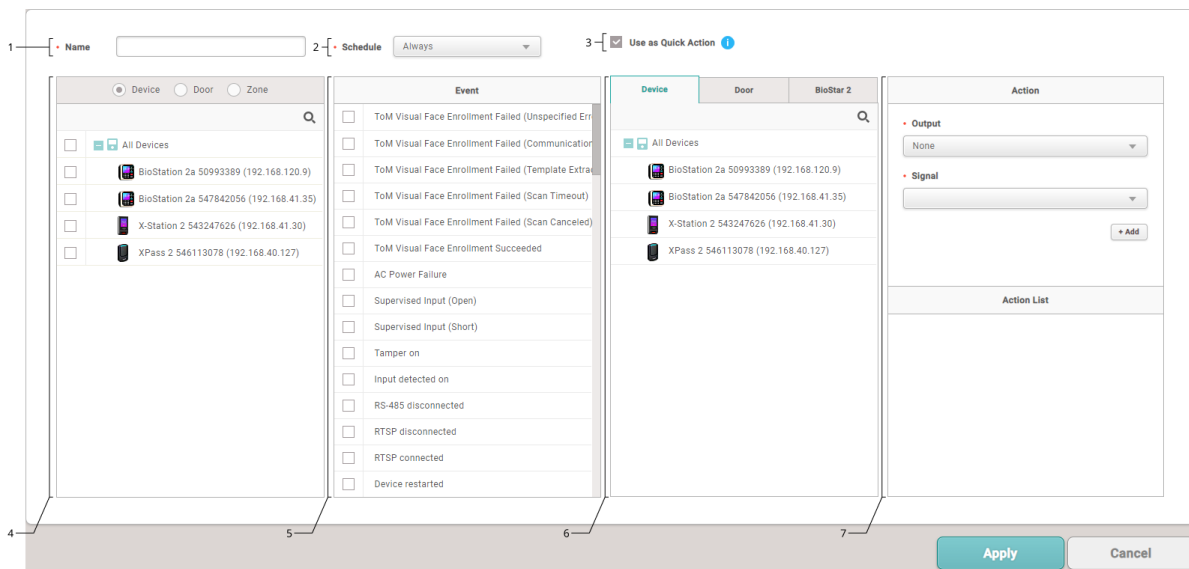 1
• Name
2
• Schedule
Always
3
Use as Quick Action
i
Device
Door
Zone
All Devices
BioStation 2a 50993389 (192.168.120.9)
BioStation 2a 547842056 (192.168.41.35)
X-Station 2 543247626 (192.168.41.30)
XPass 2 546113078 (192.168.40.127)
Event
ToM Visual Face Enrollment Failed (Unspecified Err
ToM Visual Face Enrollment Failed (Communication
ToM Visual Face Enrollment Failed (Template Extrac
ToM Visual Face Enrollment Failed (Scan Timeout)
ToM Visual Face Enrollment Failed (Scan Canceled)
ToM Visual Face Enrollment Succeeded
AC Power Failure
Supervised Input (Open)
Supervised Input (Short)
Tamper on
Input detected on
RS-485 disconnected
RTSP disconnected
RTSP connected
Device restarted
Device
Door
BioStar 2
All Devices
BioStation 2a 50993389 (192.168.120.9)
BioStation 2a 547842056 (192.168.41.35)
X-Station 2 543247626 (192.168.41.30)
XPass 2 546113078 (192.168.40.127)
Action
• Output
None
• Signal
+ Add
Action List
4
5
6
7
Apply
Cancel